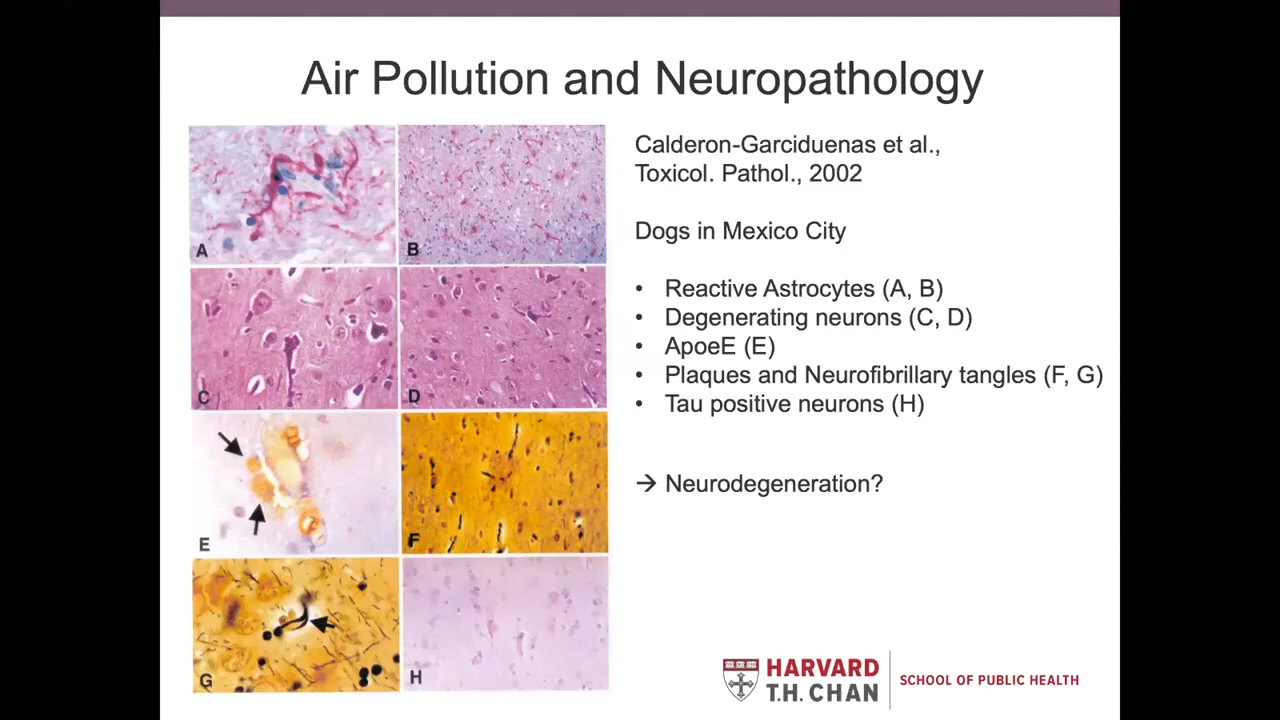 Air Pollution and Neuropathology
A
B
C
D
E
F
G
H
Calderon-Garciduenas et al.,
Toxicol. Pathol., 2002
Dogs in Mexico City
• Reactive Astrocytes (A, B)
• Degenerating neurons (C, D)
• ApoeE (E)
• Plaques and Neurofibrillary tangles (F, G)
• Tau positive neurons (H)
→ Neurodegeneration?
HARVARD
T.H. CHAN
SCHOOL OF PUBLIC HEALTH